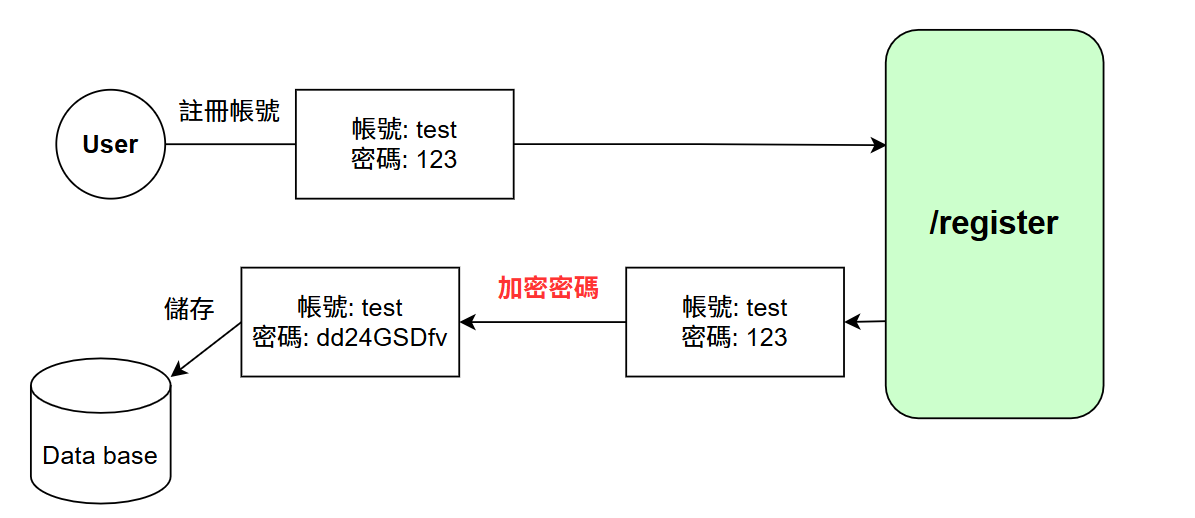 User
註冊帳號
帳號: test
密碼: 123
/register
帳號: test
密碼: 123
加密密碼
帳號: test
密碼: dd24GSDfv
儲存
Data base